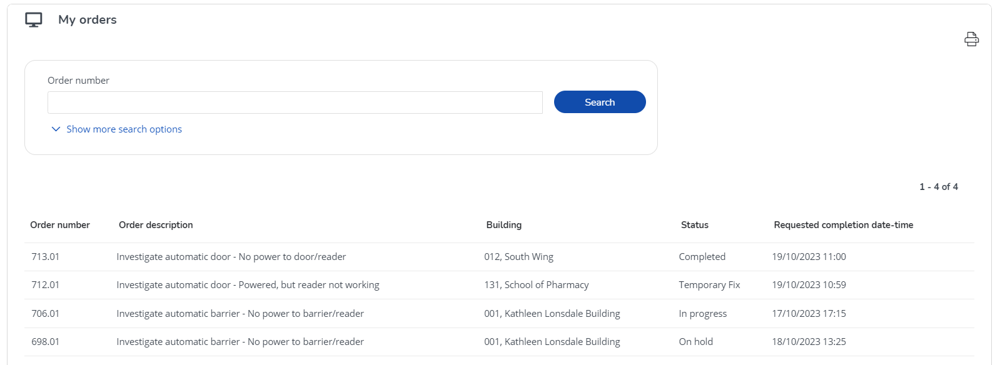 My orders
Order number
Search
Show more search options
1 - 4 of 4
Order number Order description Building Status Requested completion date-time
713.01 Investigate automatic door - No power to door/reader 012, South Wing Completed 19/10/2023 11:00
712.01 Investigate automatic door - Powered, but reader not working 131, School of Pharmacy Temporary Fix 19/10/2023 10:59
706.01 Investigate automatic barrier - No power to barrier/reader 001, Kathleen Lonsdale Building In progress 17/10/2023 17:15
698.01 Investigate automatic barrier - No power to barrier/reader 001, Kathleen Lonsdale Building On hold 18/10/2023 13:25